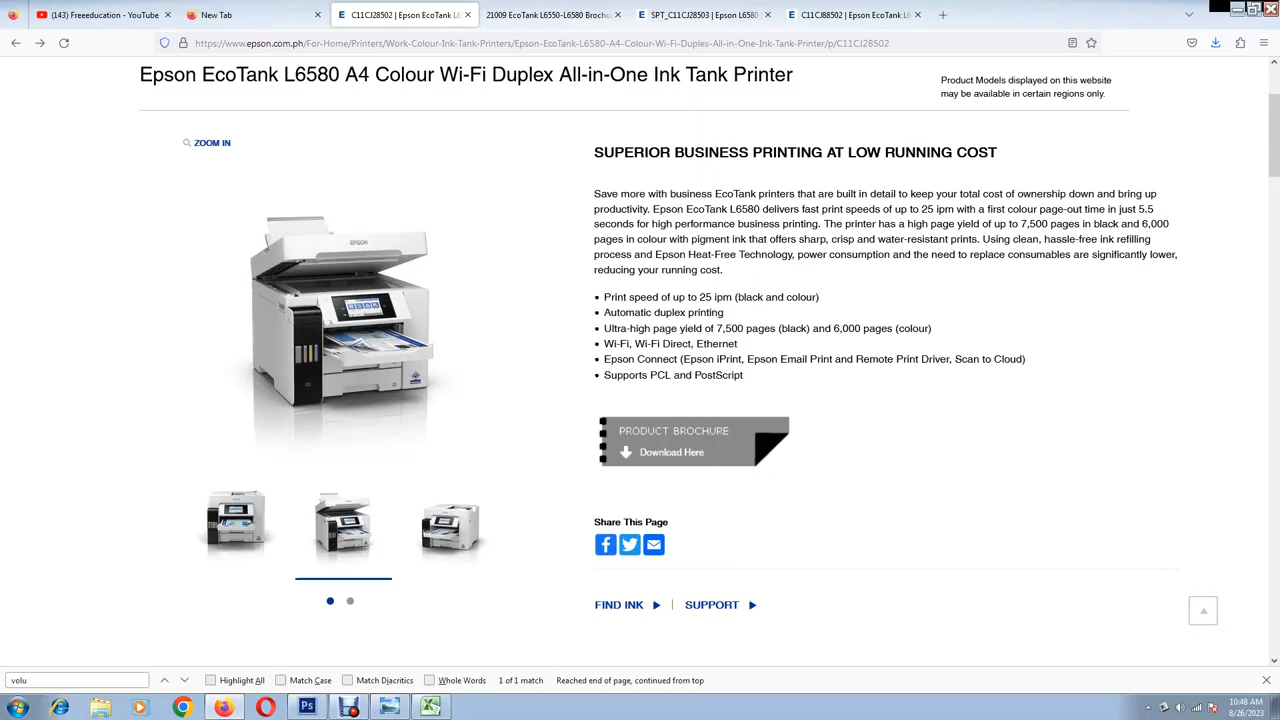 (143) Freeeducation - YouTube
New Tab
C11CJ28502 | Epson EcoTank L6
21009 EcoTank L6550 L6580 Brochu
SPT_C11CJ28503 | Epson L6580
C11CJ88502 | Epson EcoTank L6
https://www.epson.com.ph/For-Home/Printers/Work-Colour-Ink-Tank-Printers/Epson-EcoTank-L6580-A4-Colour-Wi-Fi-Duplex-All-in-One-Ink-Tank-Printer/p/C11CJ28502
Epson EcoTank L6580 A4 Colour Wi-Fi Duplex All-in-One Ink Tank Printer
Product Models displayed on this website
may be available in certain regions only.
ZOOM IN
SUPERIOR BUSINESS PRINTING AT LOW RUNNING COST
Save more with business EcoTank printers that are built in detail to keep your total cost of ownership down and bring up
productivity. Epson EcoTank L6580 delivers fast print speeds of up to 25 ipm with a first colour page-out time in just 5.5
seconds for high performance business printing. The printer has a high page yield of up to 7,500 pages in black and 6,000
pages in colour with pigment ink that offers sharp, crisp and water-resistant prints. Using clean, hassle-free ink refilling
process and Epson Heat-Free Technology, power consumption and the need to replace consumables are significantly lower,
reducing your running cost.
• Print speed of up to 25 ipm (black and colour)
• Automatic duplex printing
• Ultra-high page yield of 7,500 pages (black) and 6,000 pages (colour)
• Wi-Fi, Wi-Fi Direct, Ethernet
• Epson Connect (Epson iPrint, Epson Email Print and Remote Print Driver, Scan to Cloud)
• Supports PCL and PostScript
EPSON
PRODUCT BROCHURE
Download Here
Share This Page
FIND INK
SUPPORT
volu
Highlight All
Match Case
Match Diacritics
Whole Words
1 of 1 match
Reached end of page, continued from top
10:48 AM
8/26/2023